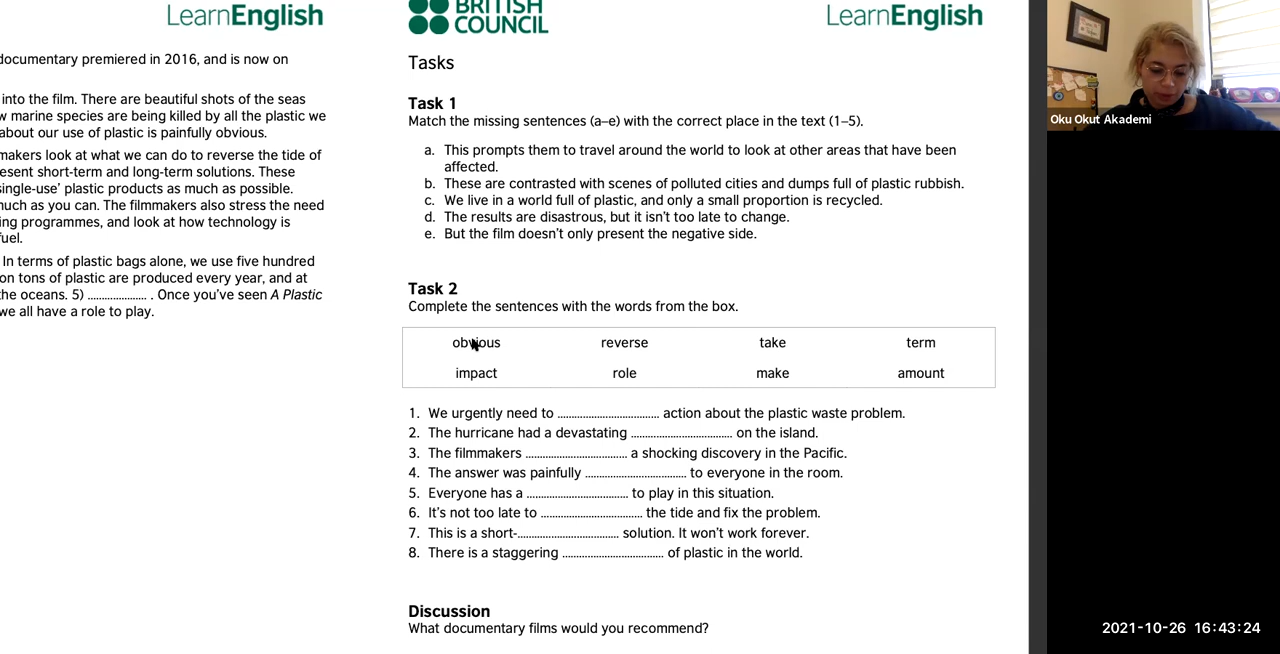 LearnEnglish
documentary premiered in 2016, and is now on
into the film. There are beautiful shots of the seas
w marine species are being killed by all the plastic we
about our use of plastic is painfully obvious.
makers look at what we can do to reverse the tide of
esent short-term and long-term solutions. These
single-use’ plastic products as much as possible.
much as you can. The filmmakers also stress the need
ing programmes, and look at how technology is
fuel.
In terms of plastic bags alone, we use five hundred
on tons of plastic are produced every year, and at
the oceans. 5) .................... . Once you’ve seen A Plastic
we all have a role to play.
BRITISH
COUNCIL
LearnEnglish
Tasks
Task 1
Match the missing sentences (a–e) with the correct place in the text (1–5).
a. This prompts them to travel around the world to look at other areas that have been
affected.
b. These are contrasted with scenes of polluted cities and dumps full of plastic rubbish.
c. We live in a world full of plastic, and only a small proportion is recycled.
d. The results are disastrous, but it isn’t too late to change.
e. But the film doesn’t only present the negative side.
Task 2
Complete the sentences with the words from the box.
obvious reverse take term
impact role make amount
1. We urgently need to .................................. action about the plastic waste problem.
2. The hurricane had a devastating .................................. on the island.
3. The filmmakers .................................. a shocking discovery in the Pacific.
4. The answer was painfully .................................. to everyone in the room.
5. Everyone has a .................................. to play in this situation.
6. It’s not too late to .................................. the tide and fix the problem.
7. This is a short-.................................. solution. It won’t work forever.
8. There is a staggering .................................. of plastic in the world.
Discussion
What documentary films would you recommend?
Oku Okut Akademi
2021-10-26 16:43:24